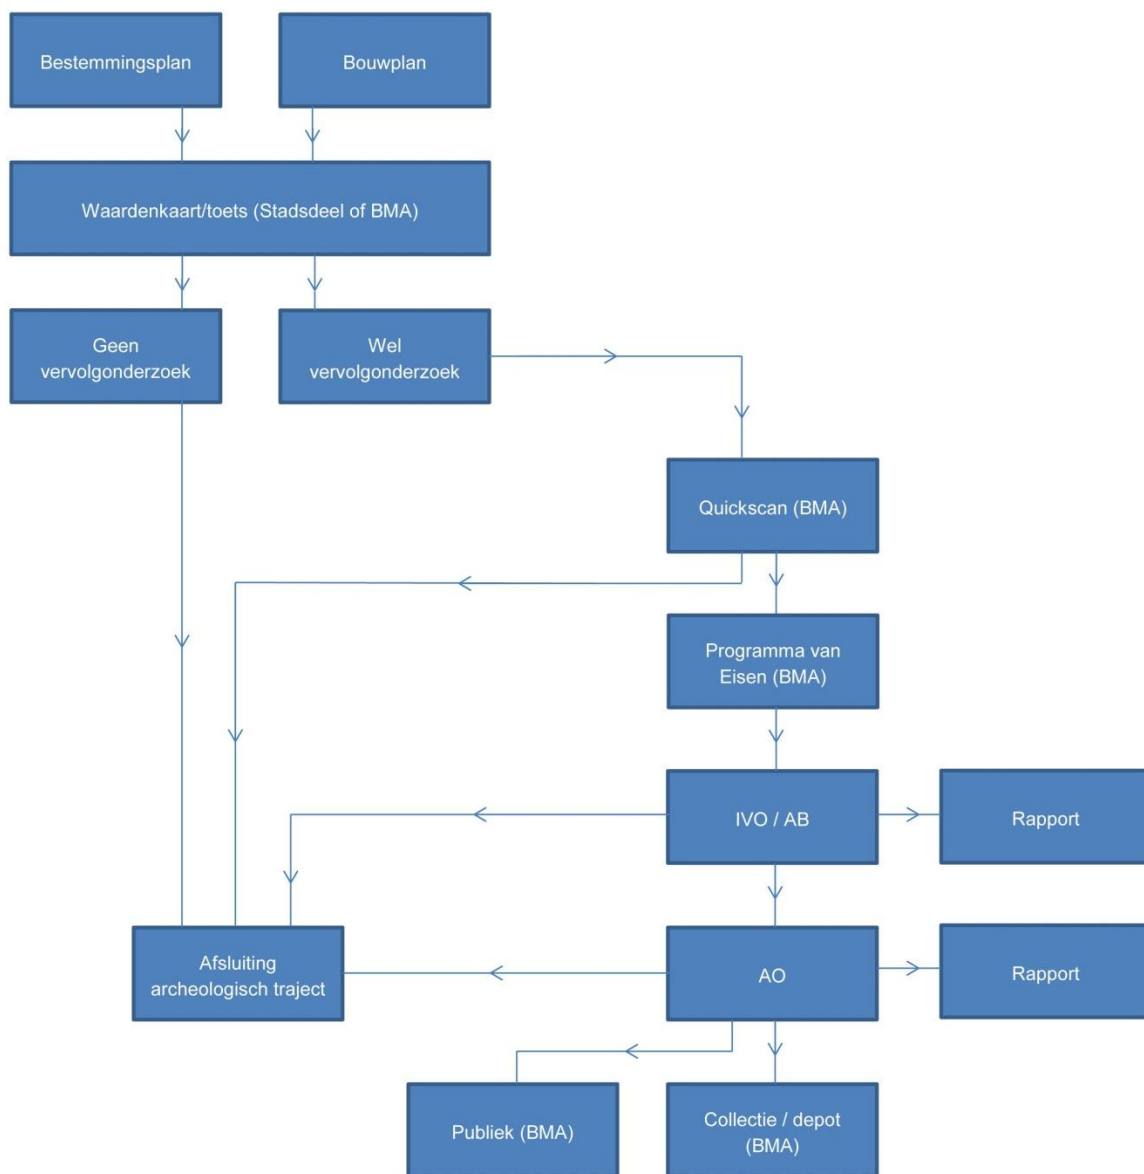 Bestemmingsplan
Bouwplan
Waardenkaart/toets (Stadsdeel of BMA)
Geen
vervolgonderzoek
Wel
vervolgonderzoek
Quickscan (BMA)
Programma van
Eisen (BMA)
IVO / AB
Rapport
Afsluiting
archeologisch traject
AO
Rapport
Publiek (BMA)
Collectie / depot
(BMA)